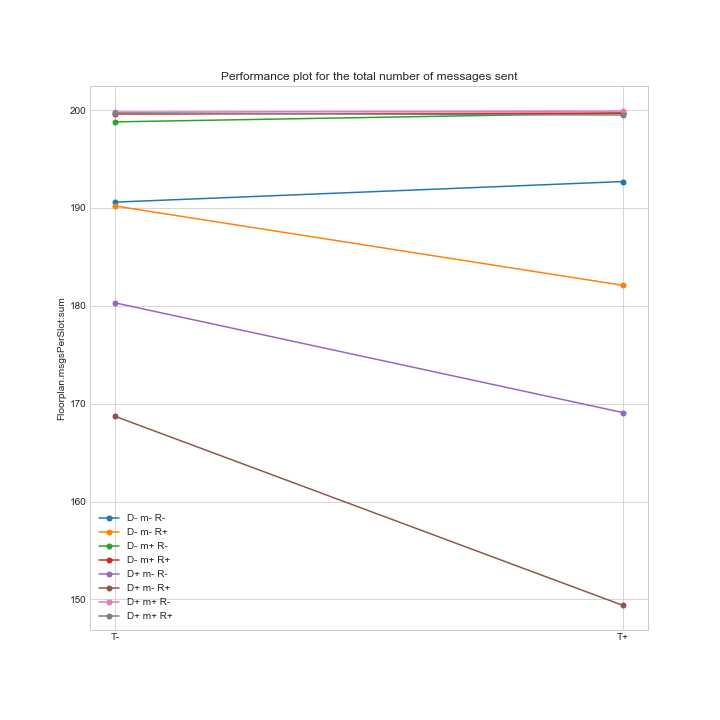 Performance plot for the total number of messages sent
200
190
180
170
160
150
Floorplan.msgsPerSlot:sum
D- m- R-
D- m- R+
D- m+ R-
D- m+ R+
D+ m- R-
D+ m- R+
D+ m+ R-
D+ m+ R+
T-
T+